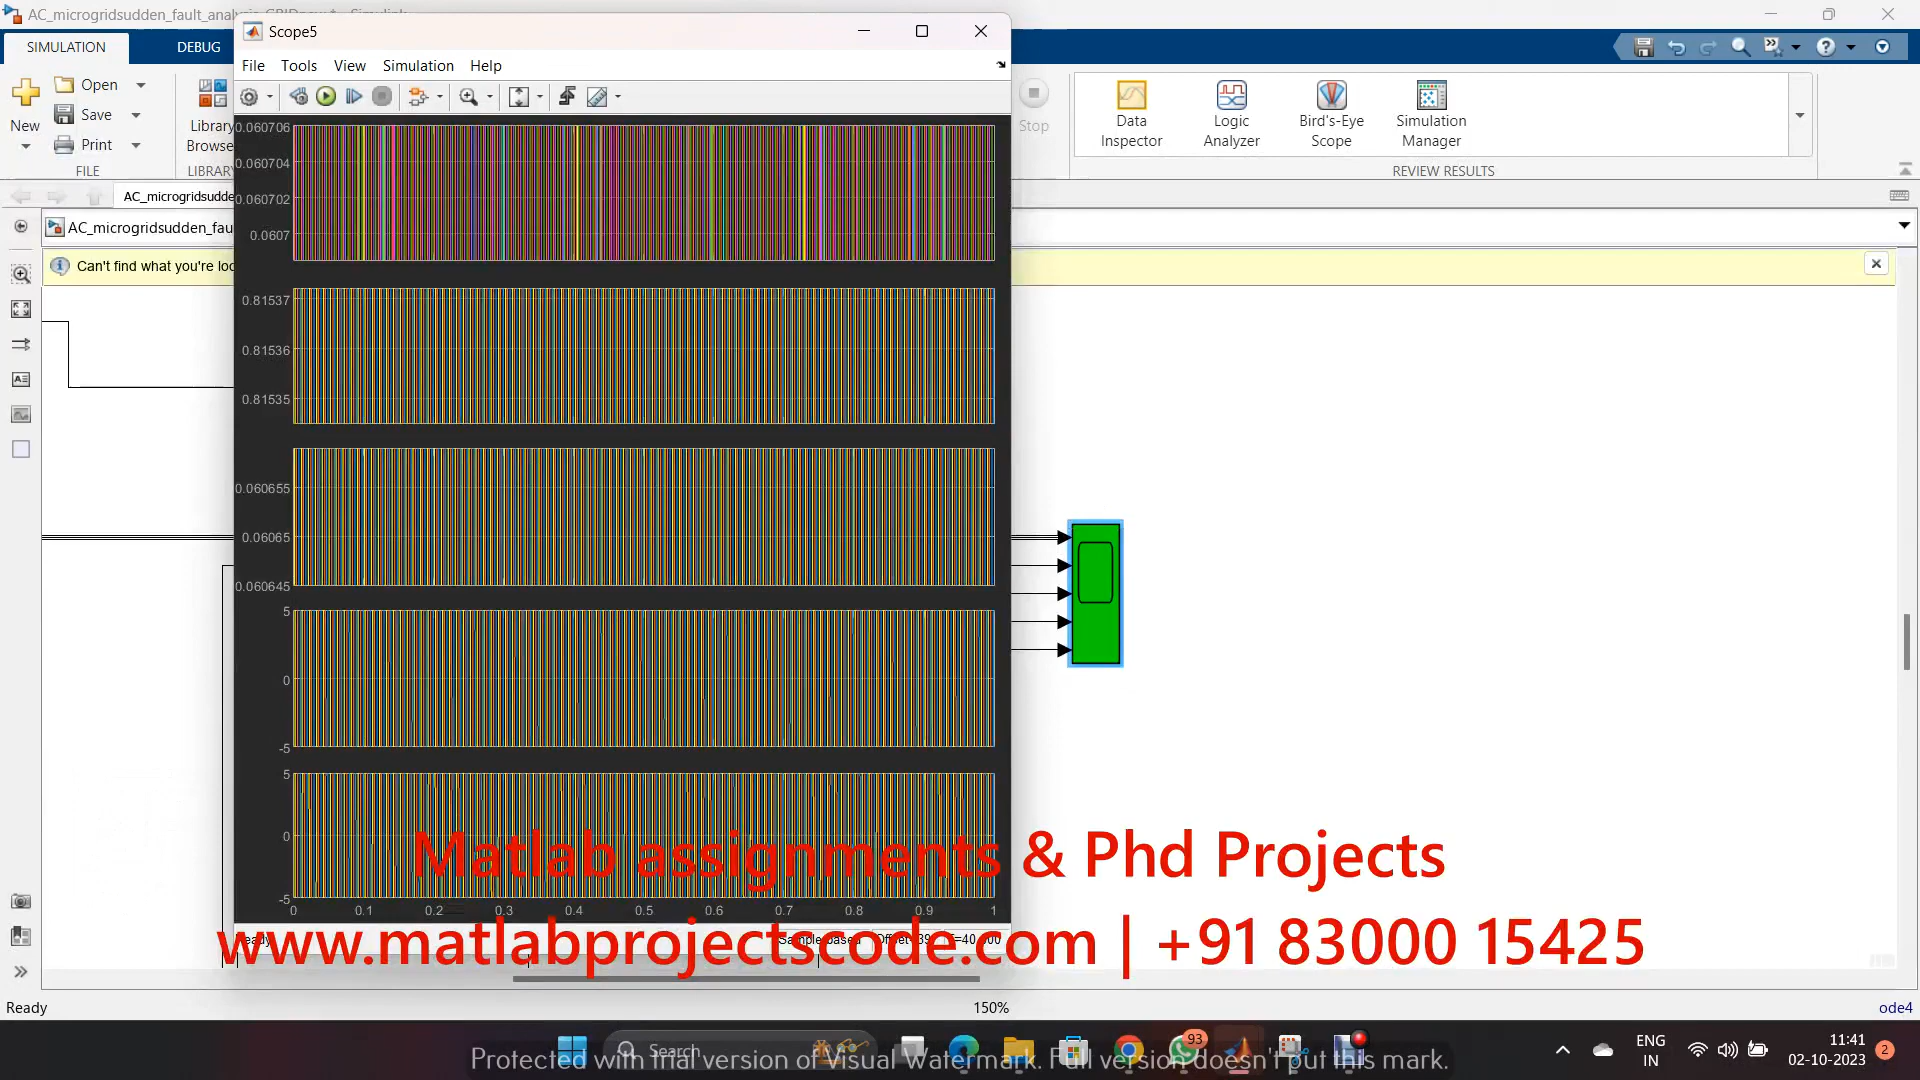 AC_microgridsudden_fault_analysis
Scope5
SIMULATION
DEBUG
File
Tools
View
Simulation
Help
New
Open
Save
Print
Library
Browse
Stop
Data
Inspector
Logic
Analyzer
Bird's-Eye
Scope
Simulation
Manager
FILE
LIBRARY
REVIEW RESULTS
AC_microgridsudde
AC_microgridsudden_fau
Can't find what you're loo
0.060706
0.060704
0.060702
0.0607
0.81537
0.81536
0.81535
0.060655
0.06065
0.060645
5
0
-5
5
0
-5
0 0.1 0.2 0.3 0.4 0.5 0.6 0.7 0.8 0.9 1
Matlab assignments & Phd Projects
www.matlabprojectscode.com | +91 83000 15425
Sample based
Ready
150%
ode4
Search
93
ENG
IN
11:41
02-10-2023
2
Protected with trial version of Visual Watermark. Full version doesn't put this mark.